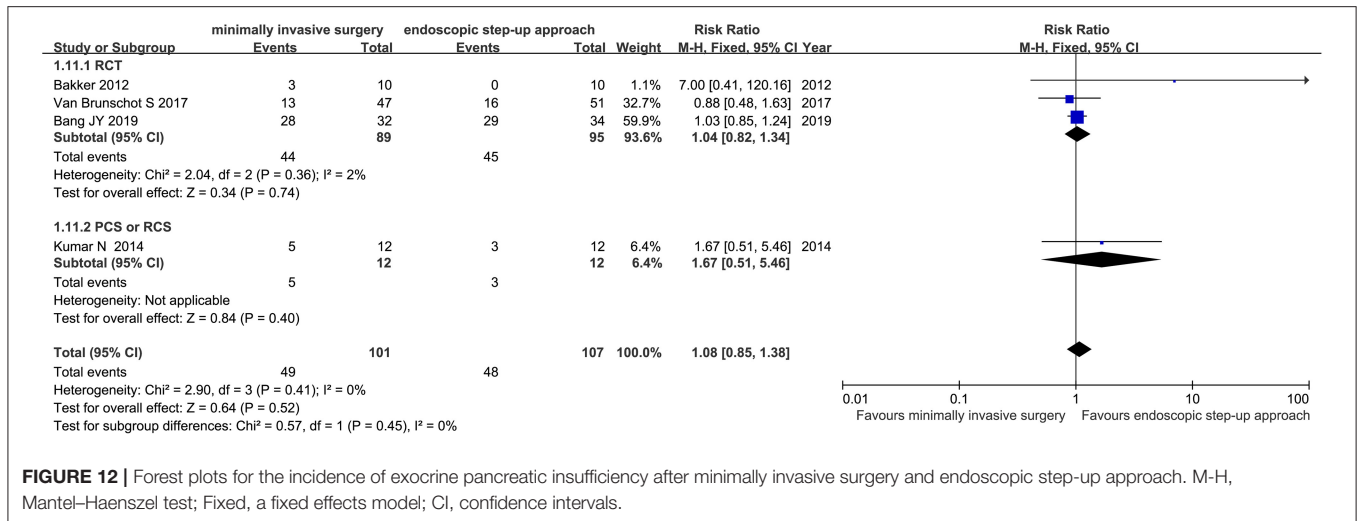 minimally invasive surgery endoscopic step-up approach Risk Ratio Risk Ratio
Study or Subgroup Events Total Events Total Weight M-H, Fixed, 95% CI Year M-H, Fixed, 95% CI
1.11.1 RCT
Bakker 2012 3 10 0 10 1.1% 7.00 [0.41, 120.16] 2012
Van Brunschot S 2017 13 47 16 51 32.7% 0.88 [0.48, 1.63] 2017
Bang JY 2019 28 32 29 34 59.9% 1.03 [0.85, 1.24] 2019
Subtotal (95% CI) 89 95 93.6% 1.04 [0.82, 1.34]
Total events 44 45
Heterogeneity: Chi² = 2.04, df = 2 (P = 0.36); I² = 2%
Test for overall effect: Z = 0.34 (P = 0.74)
1.11.2 PCS or RCS
Kumar N 2014 5 12 3 12 6.4% 1.67 [0.51, 5.46] 2014
Subtotal (95% CI) 12 12 6.4% 1.67 [0.51, 5.46]
Total events 5 3
Heterogeneity: Not applicable
Test for overall effect: Z = 0.84 (P = 0.40)
Total (95% CI) 101 107 100.0% 1.08 [0.85, 1.38]
Total events 49 48
Heterogeneity: Chi² = 2.90, df = 3 (P = 0.41); I² = 0%
Test for overall effect: Z = 0.64 (P = 0.52)
Test for subgroup differences: Chi² = 0.57, df = 1 (P = 0.45), I² = 0%
0.01 0.1 1 10 100
Favours minimally invasive surgery Favours endoscopic step-up approach
FIGURE 12 | Forest plots for the incidence of exocrine pancreatic insufficiency after minimally invasive surgery and endoscopic step-up approach. M-H,
Mantel–Haenszel test; Fixed, a fixed effects model; CI, confidence intervals.